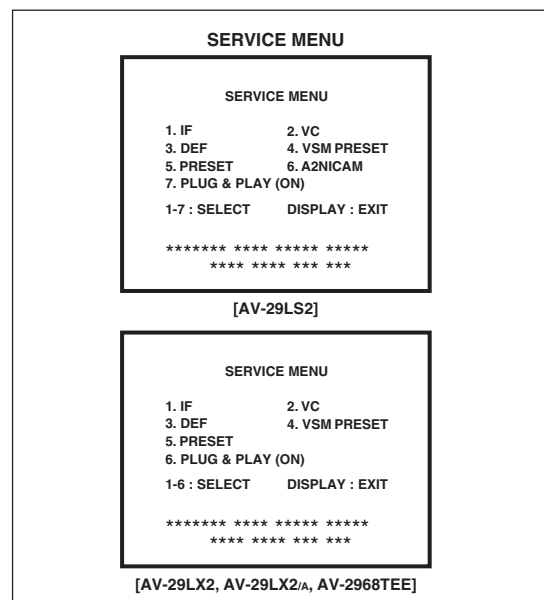 SERVICE MENU
SERVICE MENU
1. IF 2. VC
3. DEF 4. VSM PRESET
5. PRESET 6. A2NICAM
7. PLUG & PLAY (ON)
1-7 : SELECT DISPLAY : EXIT
******* **** ***** *****
**** **** *** ***
[AV-29LS2]
SERVICE MENU
1. IF 2. VC
3. DEF 4. VSM PRESET
5. PRESET
6. PLUG & PLAY (ON)
1-6 : SELECT DISPLAY : EXIT
******* **** ***** *****
**** **** *** ***
[AV-29LX2, AV-29LX2/A, AV-2968TEE]